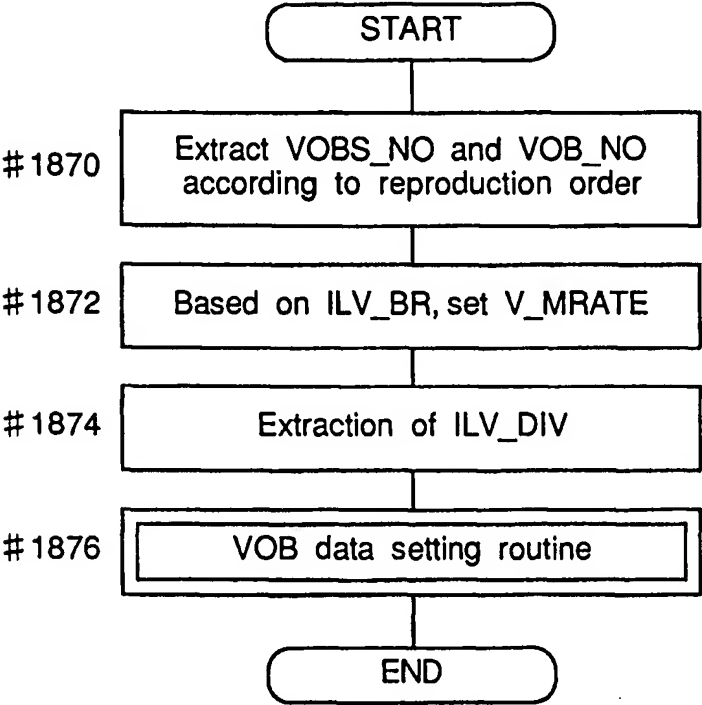 START
#1870
Extract VOBS_NO and VOB_NO
according to reproduction order
#1872
Based on ILV_BR, set V_MRATE
#1874
Extraction of ILV_DIV
#1876
VOB data setting routine
END